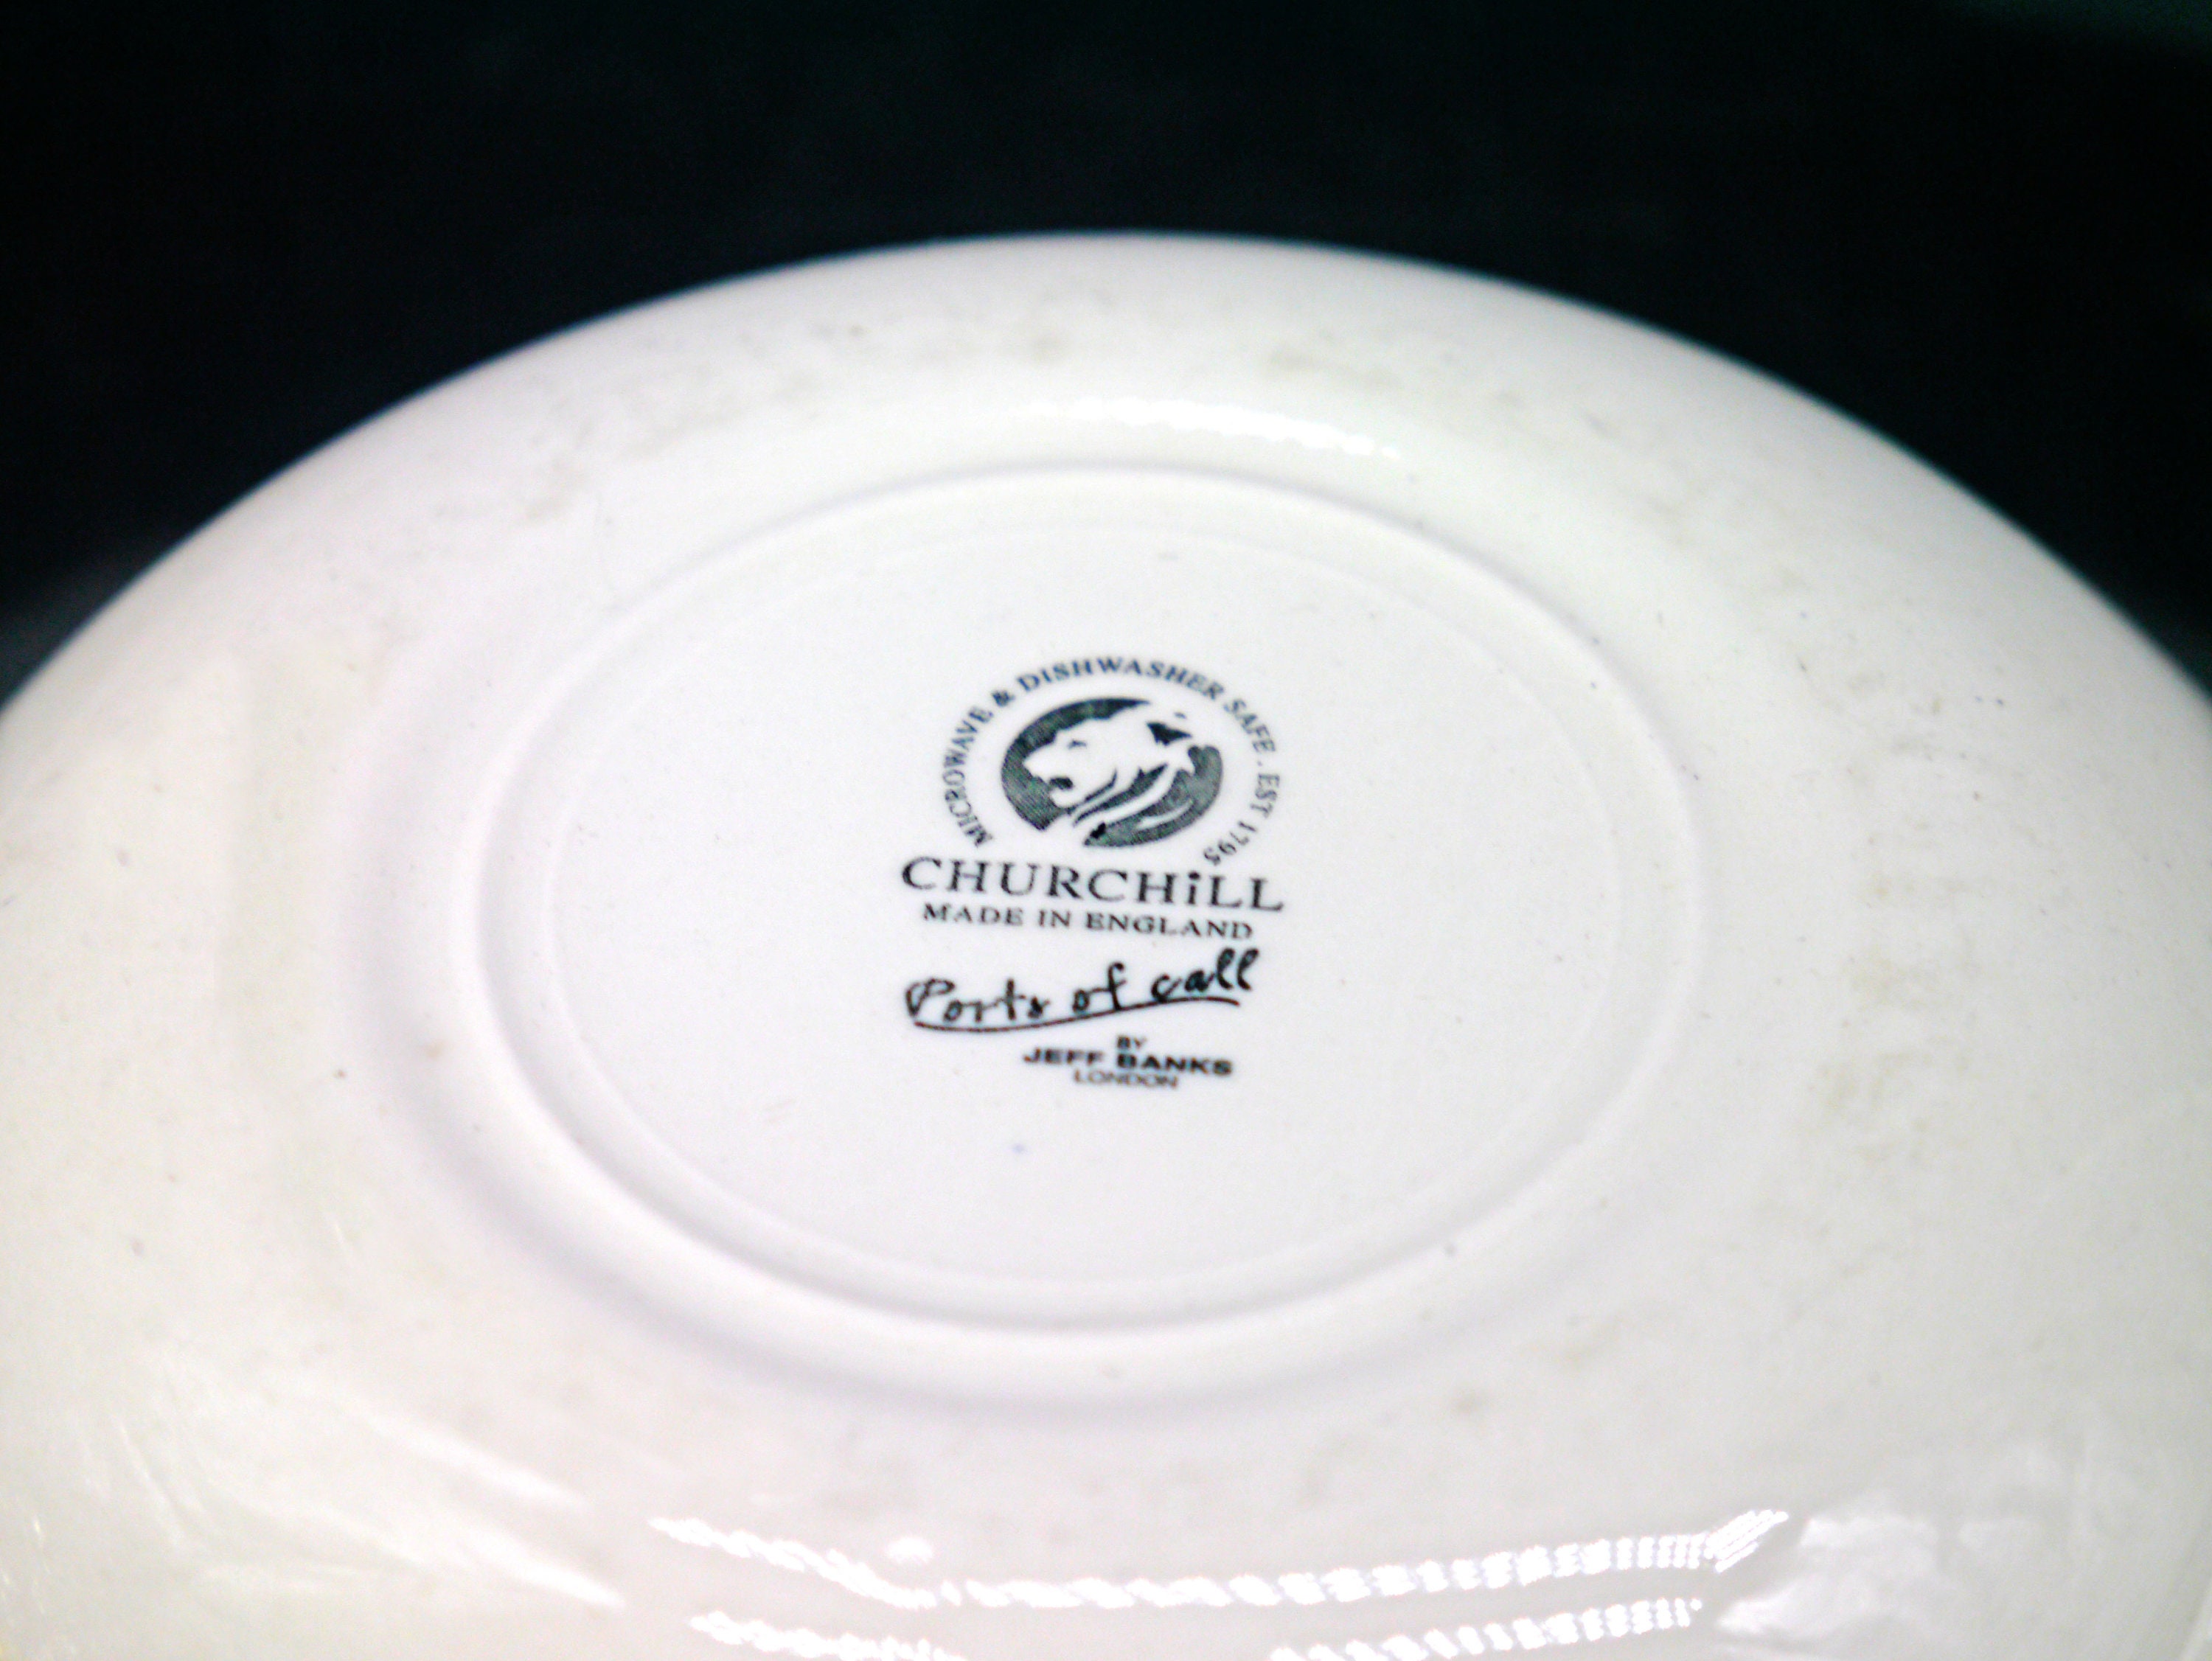 MICROWAVE & DISHWASHER SAFE. EST 1795
CHURCHiLL
MADE IN ENGLAND
Ports of call
BY
JEFF BANKS
LONDON